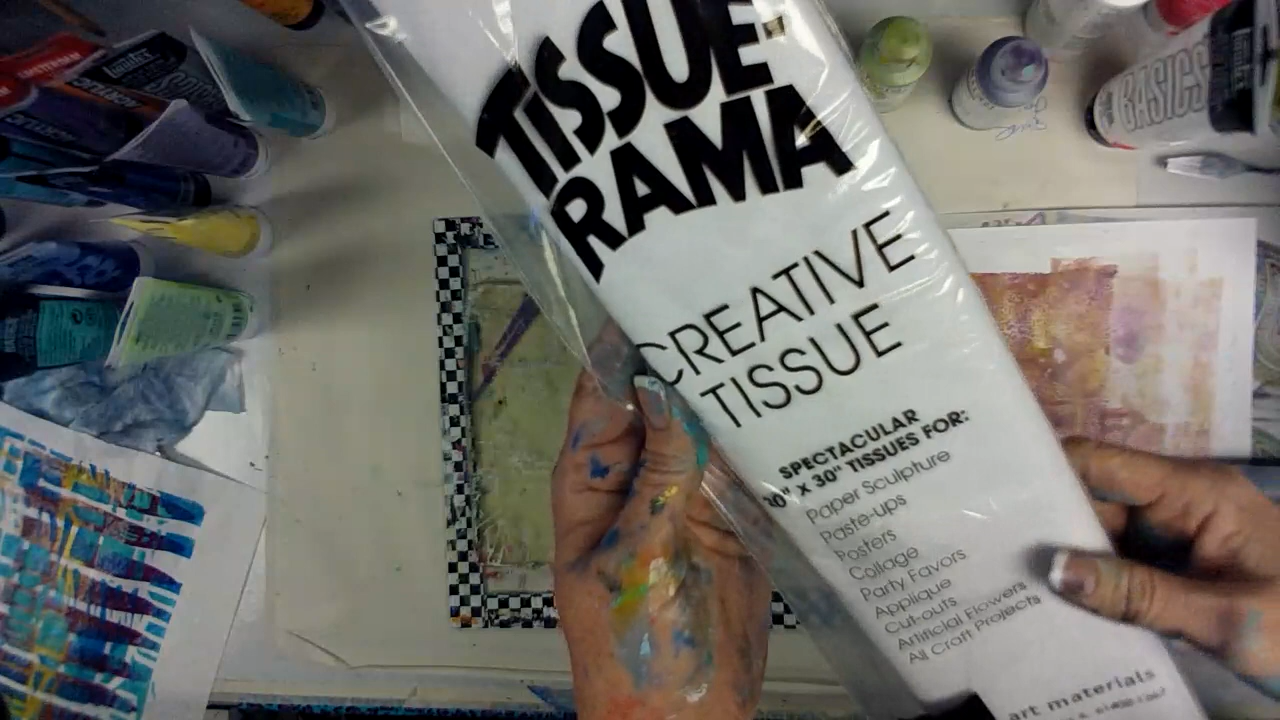 TISSUE-
RAMA
CREATIVE
TISSUE
SPECTACULAR
20" X 30" TISSUES FOR:
Paper Sculpture
Paste-ups
Posters
Collage
Party Favors
Applique
Cut-outs
Artificial Flowers
All Craft Projects
art materials
BASICS